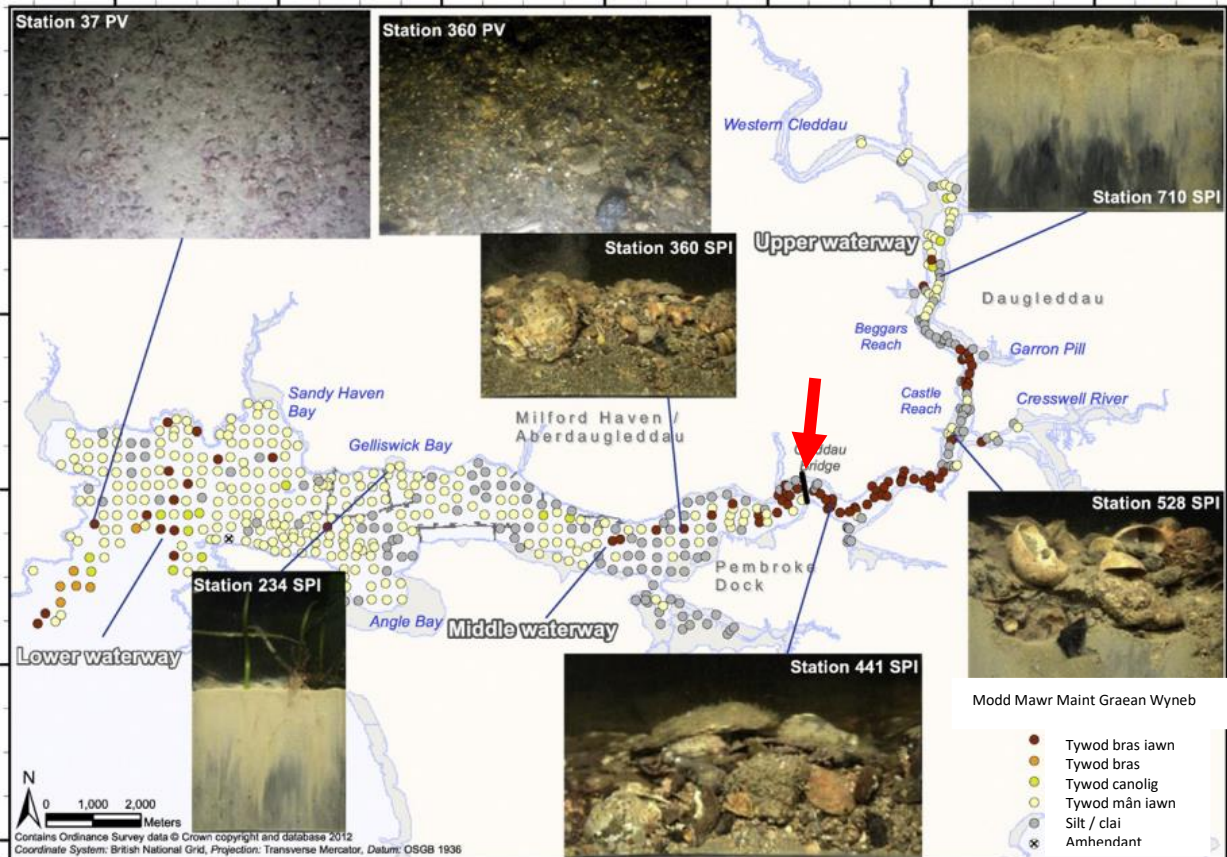 Station 37 PV
Station 360 PV
Western Cleddau
Station 710 SPI
Upper waterway
Station 360 SPI
Daugleddau
Beggars
Reach
Garron Pill
Sandy Haven
Bay
Castle
Reach
Cresswell River
Milford Haven /
Aberdaugleddau
Gelliswick Bay
Bridge
Station 528 SPI
Pembroke
Dock
Station 234 SPI
Angle Bay
Middle waterway
Lower waterway
Station 441 SPI
Modd Mawr Maint Graean Wyneb
Tywod bras iawn
Tywod bras
Tywod canolig
Tywod mân iawn
Silt / clai
Amhendant
N
0 1,000 2,000
Meters
Contains Ordinance Survey data © Crown copyright and database 2012
Coordinate System: British National Grid, Projection: Transverse Mercator, Datum: OSGB 1936